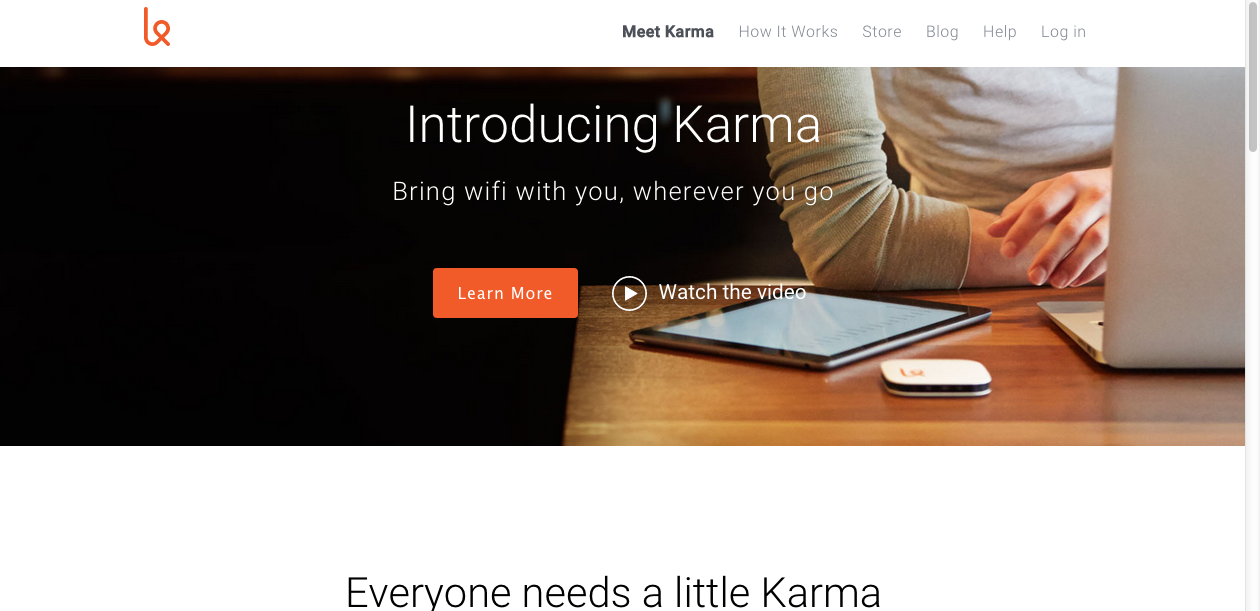 Meet Karma How It Works Store Blog Help Log in
Introducing Karma
Bring wifi with you, wherever you go
Learn More Watch the video
Everyone needs a little Karma